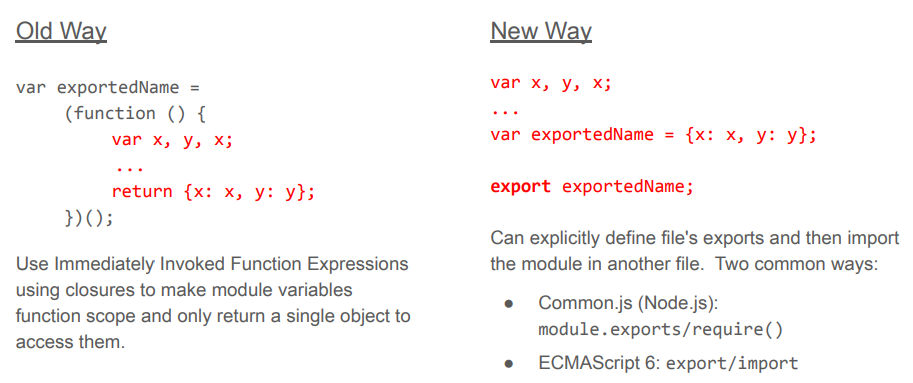 Old Way
var exportedName =
(function () {
var x, y, x;
...
return {x: x, y: y};
})();
Use Immediately Invoked Function Expressions
using closures to make module variables
function scope and only return a single object to
access them.
New Way
var x, y, x;
...
var exportedName = {x: x, y: y};
export exportedName;
Can explicitly define file's exports and then import
the module in another file.  Two common ways:
● Common.js (Node.js):
module.exports/require()
● ECMAScript 6: export/import